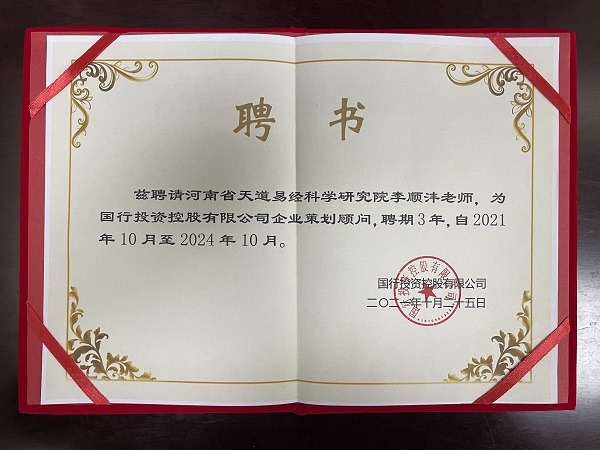 聘 书
兹聘请河南省天道易经科学研究院李顺沣老师，为
国行投资控股有限公司企业策划顾问，聘期3年，自2021
年10月至2024年10月。
国行投资控股有限公司
二〇二一年十月二十五日